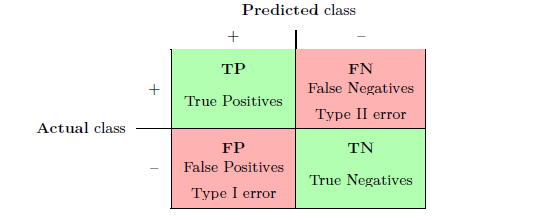 Predicted class
+ –
TP FN
+ True Positives False Negatives
Type II error
Actual class
FP TN
– False Positives True Negatives
Type I error